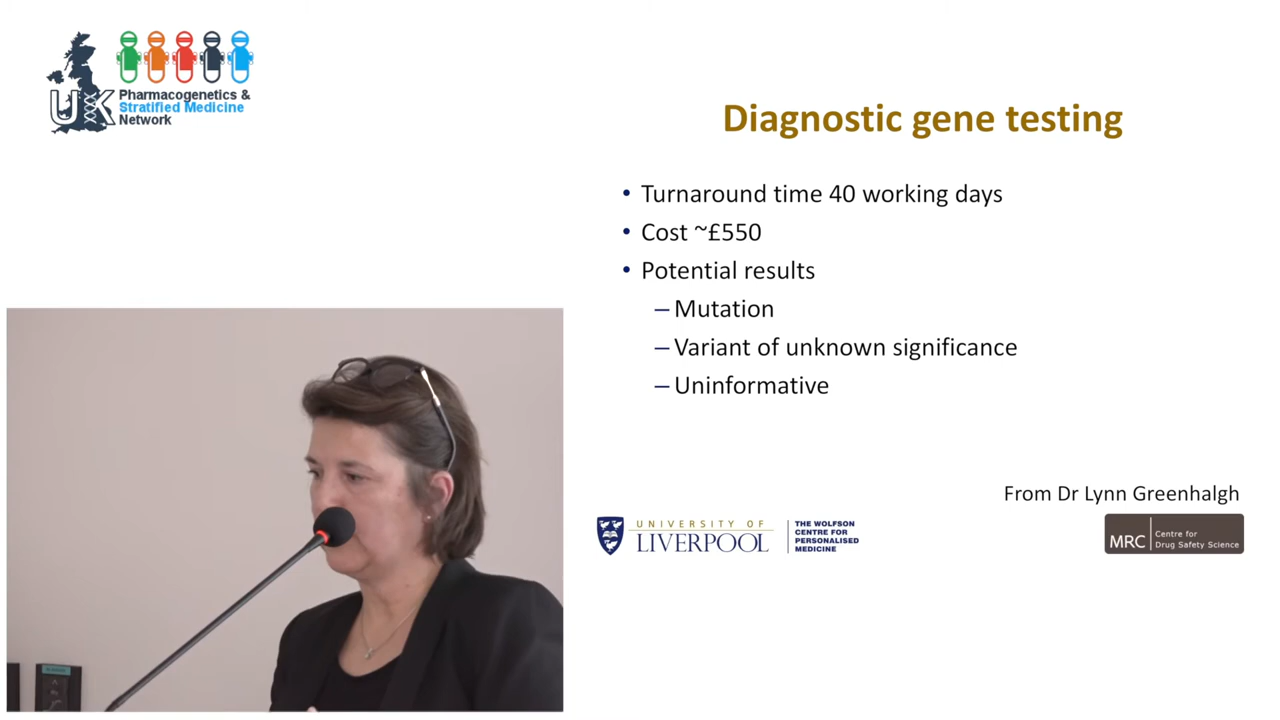 UK
Pharmacogenetics &
Stratified Medicine
Network
Diagnostic gene testing
• Turnaround time 40 working days
• Cost ~£550
• Potential results
– Mutation
– Variant of unknown significance
– Uninformative
From Dr Lynn Greenhalgh
UNIVERSITY OF
LIVERPOOL
THE WOLFSON
CENTRE FOR
PERSONALISED
MEDICINE
MRC
Centre for
Drug Safety Science